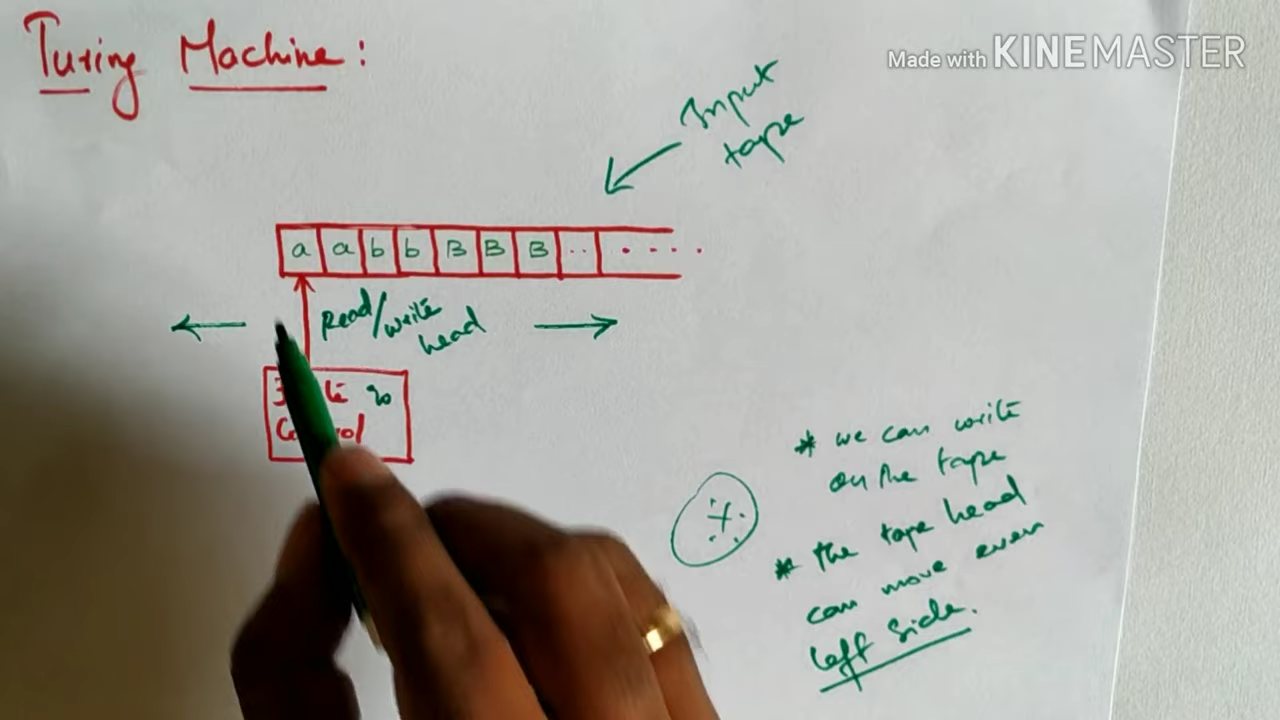 Turing Machine:
Made with KINEMASTER
Input
tape
a a b b B B B .. ....
Read/write
head
* we can write
on the tape
* the tape head
can move even
left side.